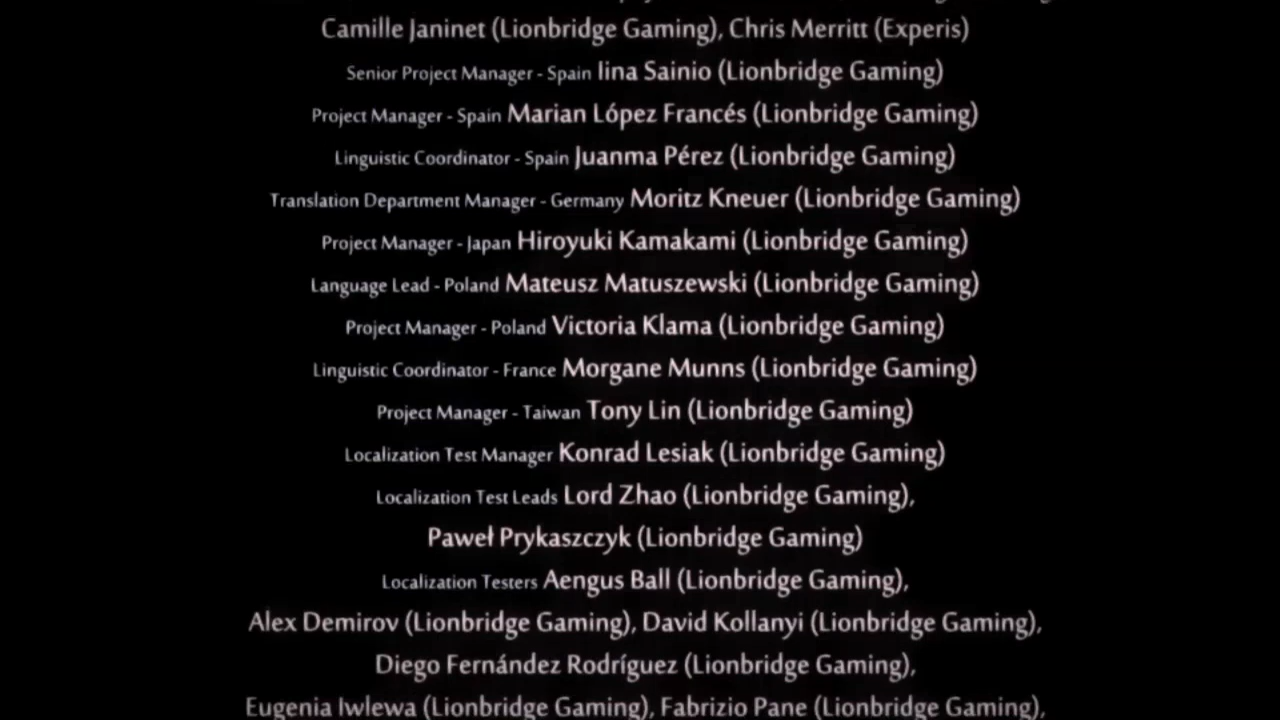 Camille Janinet (Lionbridge Gaming), Chris Merritt (Experis)
Senior Project Manager - Spain Iina Sainio (Lionbridge Gaming)
Project Manager - Spain Marian López Francés (Lionbridge Gaming)
Linguistic Coordinator - Spain Juanma Pérez (Lionbridge Gaming)
Translation Department Manager - Germany Moritz Kneuer (Lionbridge Gaming)
Project Manager - Japan Hiroyuki Kamakami (Lionbridge Gaming)
Language Lead - Poland Mateusz Matuszewski (Lionbridge Gaming)
Project Manager - Poland Victoria Klama (Lionbridge Gaming)
Linguistic Coordinator - France Morgane Munns (Lionbridge Gaming)
Project Manager - Taiwan Tony Lin (Lionbridge Gaming)
Localization Test Manager Konrad Lesiak (Lionbridge Gaming)
Localization Test Leads Lord Zhao (Lionbridge Gaming),
Paweł Prykaszczyk (Lionbridge Gaming)
Localization Testers Aengus Ball (Lionbridge Gaming),
Alex Demirov (Lionbridge Gaming), David Kollanyi (Lionbridge Gaming),
Diego Fernández Rodríguez (Lionbridge Gaming),
Eugenia Iwlewa (Lionbridge Gaming), Fabrizio Pane (Lionbridge Gaming),